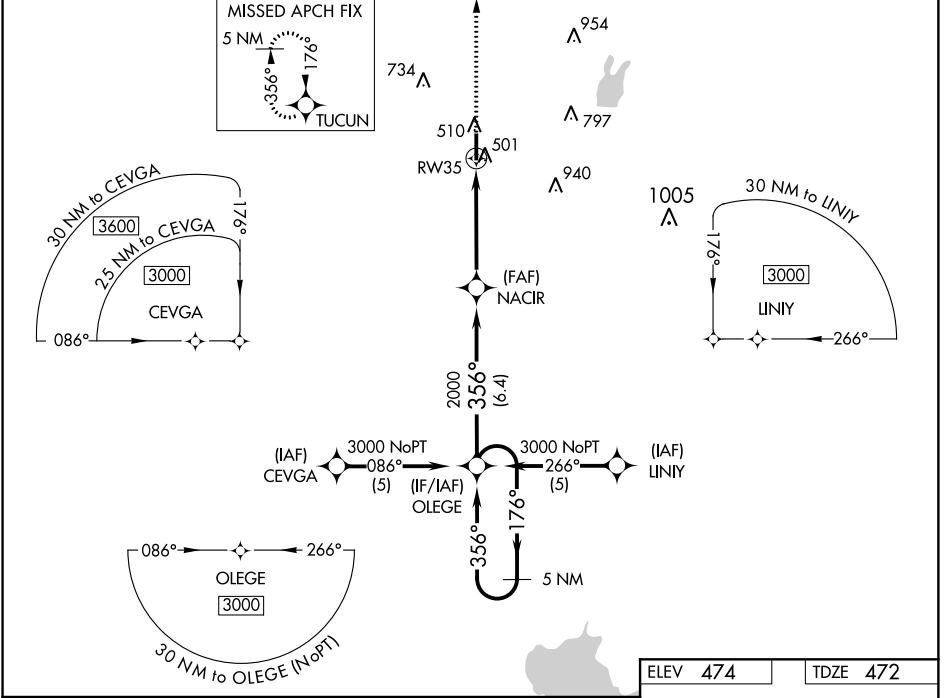 MISSED APCH FIX
5 NM
356°
176°
TUCUN
954
734
797
510
501
RW35
940
1005
30 NM to CEVGA
3600
25 NM to CEVGA
3000
CEVGA
176°
086°
30 NM to LINIY
3000
LINIY
176°
266°
(FAF)
NACIR
2000
356°
(6.4)
(IAF)
CEVGA
3000 NoPT
086°
(5)
(IF/IAF)
OLEGE
3000 NoPT
266°
(5)
(IAF)
LINIY
356°
176°
5 NM
086°
266°
OLEGE
3000
30 NM to OLEGE (NoPT)
ELEV 474
TDZE 472